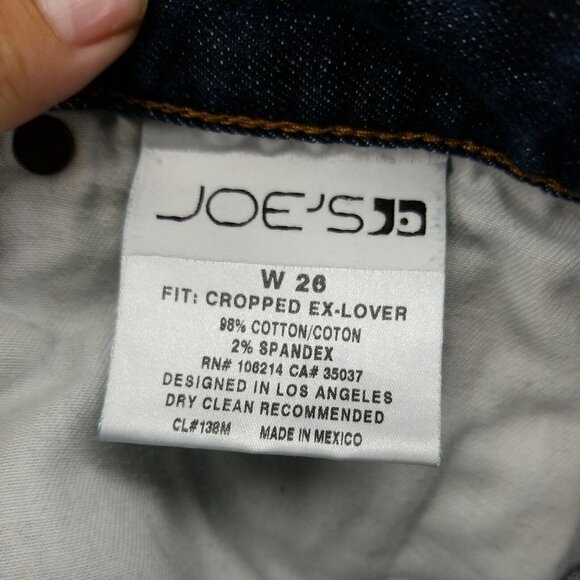 JOE'S
W 26
FIT: CROPPED EX-LOVER
98% COTTON/COTON
2% SPANDEX
RN# 106214 CA# 35037
DESIGNED IN LOS ANGELES
DRY CLEAN RECOMMENDED
CL#138M MADE IN MEXICO